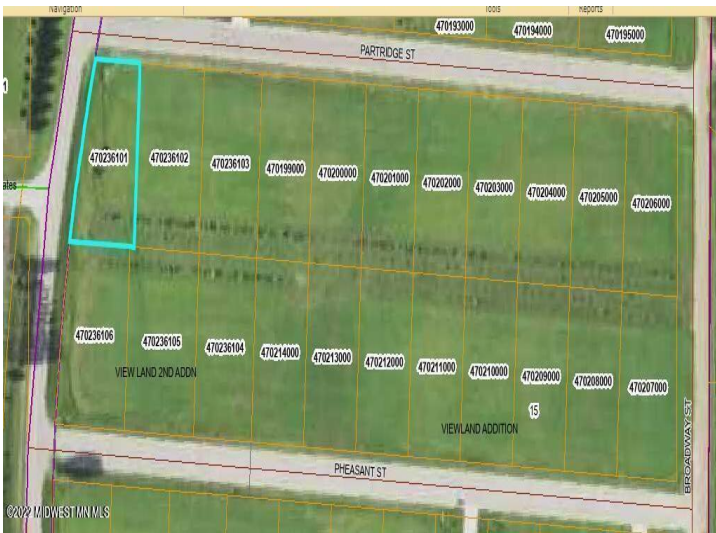 Navigation Tools Reports
470193000 470194000 470195000
PARTRIDGE ST
1
470236101 470236102 470236103 470199000 470200000 470201000 470202000 470203000 470204000 470205000 470206000
ates
470236106 470236105 470236104 470214000 470213000 470212000 470211000 470210000 470209000 470208000 470207000
VIEW LAND 2ND ADDN
15
VIEWLAND ADDITION
BROADWAY ST
PHEASANT ST
©2022 MIDWEST MN MLS